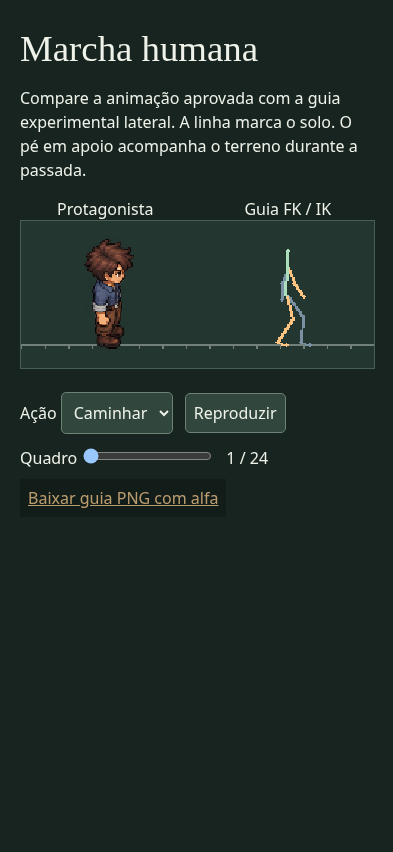 Marcha humana
Compare a animação aprovada com a guia
experimental lateral. A linha marca o solo. O
pé em apoio acompanha o terreno durante a
passada.
Protagonista Guia FK / IK
Ação Caminhar Reproduzir
Quadro 1 / 24
Baixar guia PNG com alfa